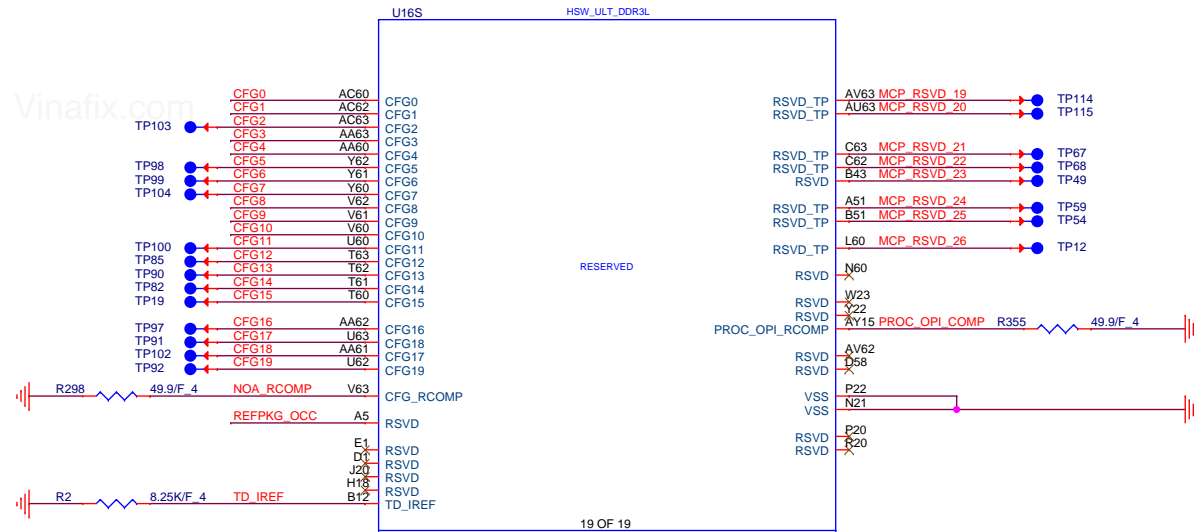 U16S HSW_ULT_DDR3L
Vinafix.com
CFG0 AC60 CFG0 RSVD_TP AV63 MCP_RSVD_19 TP114
CFG1 AC62 CFG1 RSVD_TP AU63 MCP_RSVD_20 TP115
TP103 CFG2 AC63 CFG2
CFG3 AA63 CFG3
CFG4 AA60 CFG4 RSVD_TP C63 MCP_RSVD_21 TP67
TP98 CFG5 Y62 CFG5 RSVD_TP C62 MCP_RSVD_22 TP68
TP99 CFG6 Y61 CFG6 RSVD B43 MCP_RSVD_23 TP49
TP104 CFG7 Y60 CFG7
CFG8 V62 CFG8 RSVD_TP A51 MCP_RSVD_24 TP59
CFG9 V61 CFG9 RSVD_TP B51 MCP_RSVD_25 TP54
CFG10 V60 CFG10
TP100 CFG11 U60 CFG11 RSVD_TP L60 MCP_RSVD_26 TP12
TP85 CFG12 T63 CFG12
TP90 CFG13 T62 CFG13 RESERVED RSVD N60
TP82 CFG14 T61 CFG14
TP19 CFG15 T60 CFG15 RSVD W23
RSVD Y22
TP97 CFG16 AA62 CFG16 PROC_OPI_RCOMP AY15 PROC_OPI_COMP R355 49.9/F_4
TP91 CFG17 U63 CFG18
TP102 CFG18 AA61 CFG17 RSVD AV62
TP92 CFG19 U62 CFG19 RSVD D58
R298 49.9/F_4 NOA_RCOMP V63 CFG_RCOMP VSS P22
VSS N21
REFPKG_OCC A5 RSVD
RSVD P20
E1 RSVD RSVD R20
D1 RSVD
J20 RSVD
H18 RSVD
R2 8.25K/F_4 TD_IREF B12 TD_IREF
19 OF 19